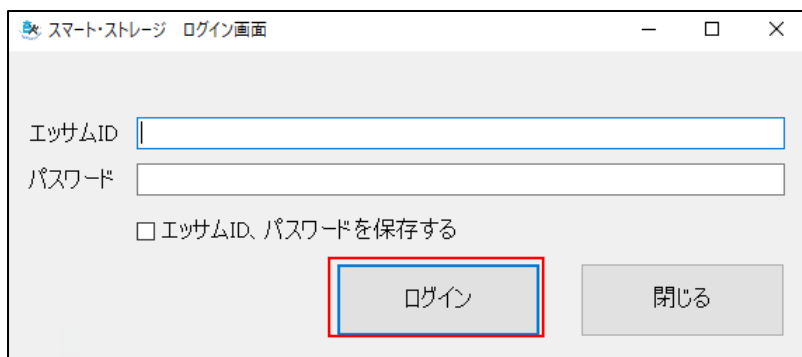 スマート・ストレージ　ログイン画面
エッサムID
パスワード
エッサムID、パスワードを保存する
ログイン　閉じる